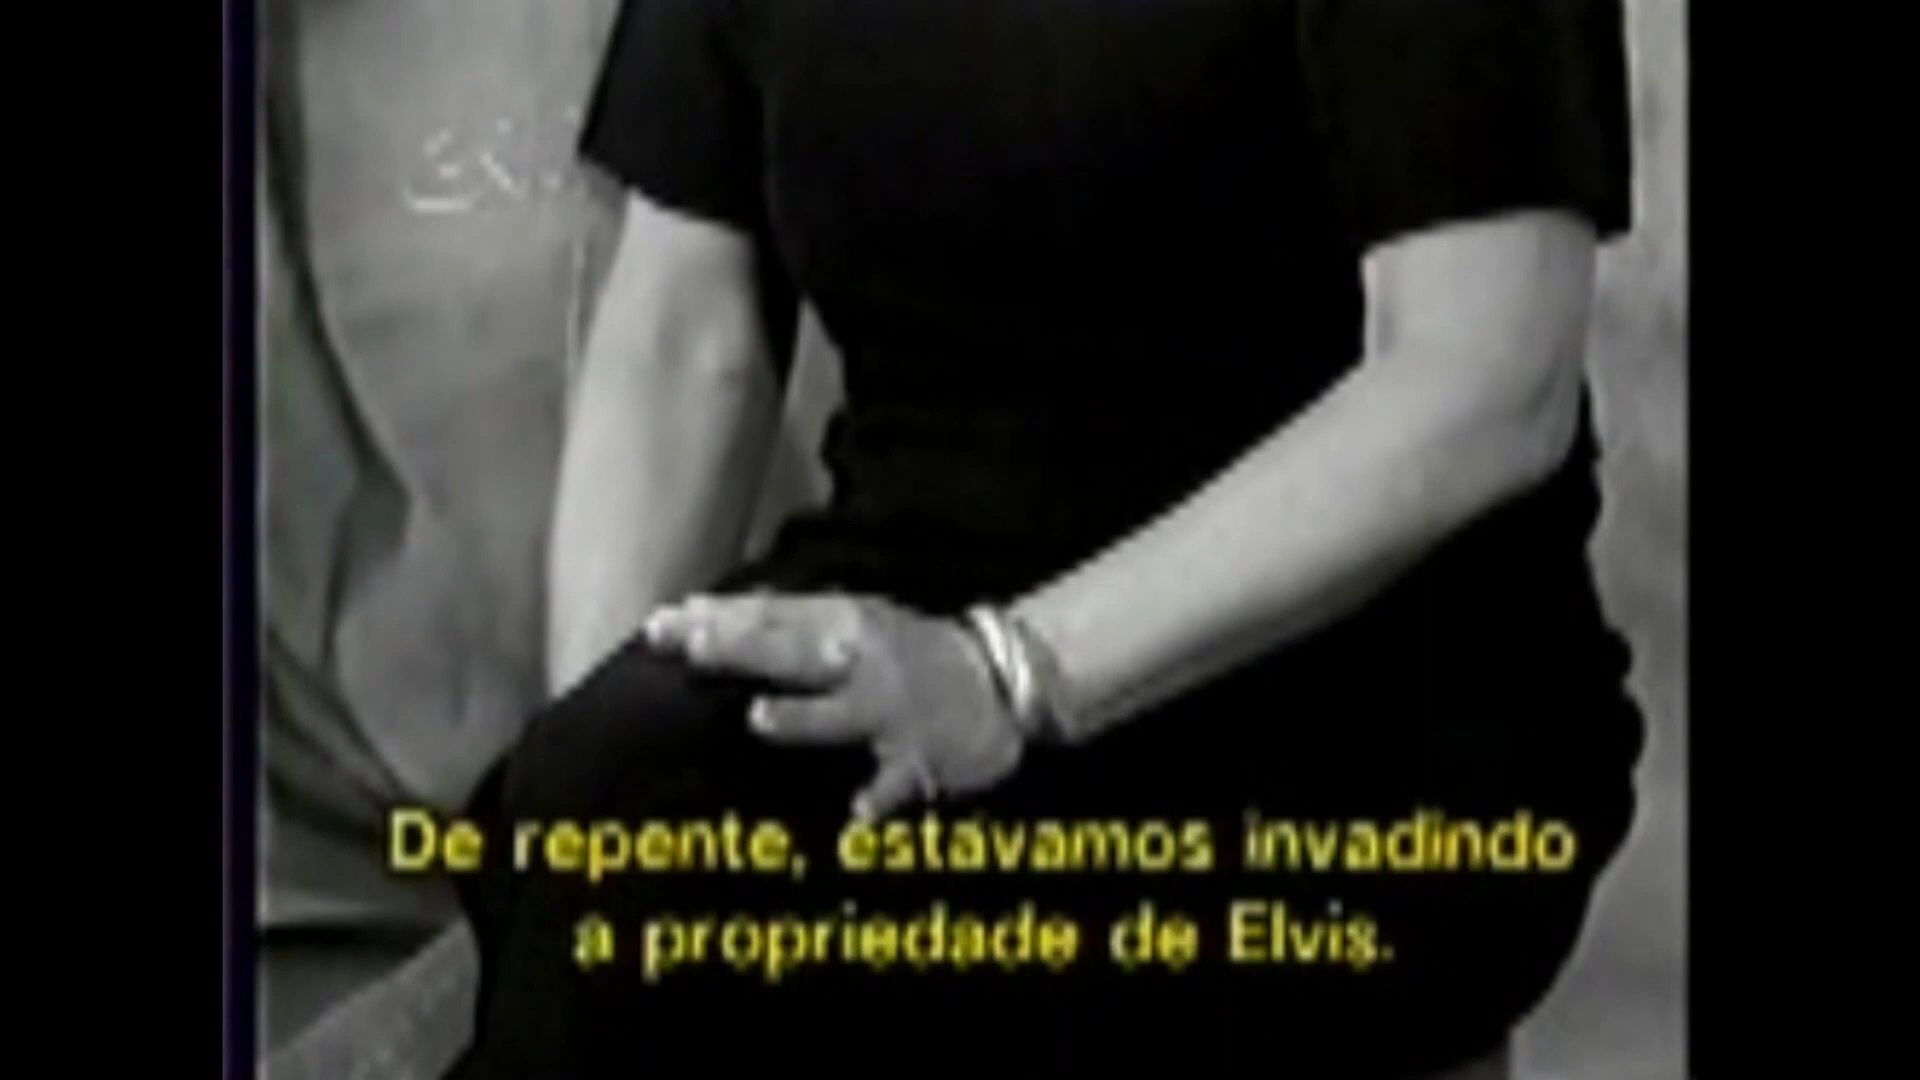 De repente, estávamos invadindo
a propriedade de Elvis.